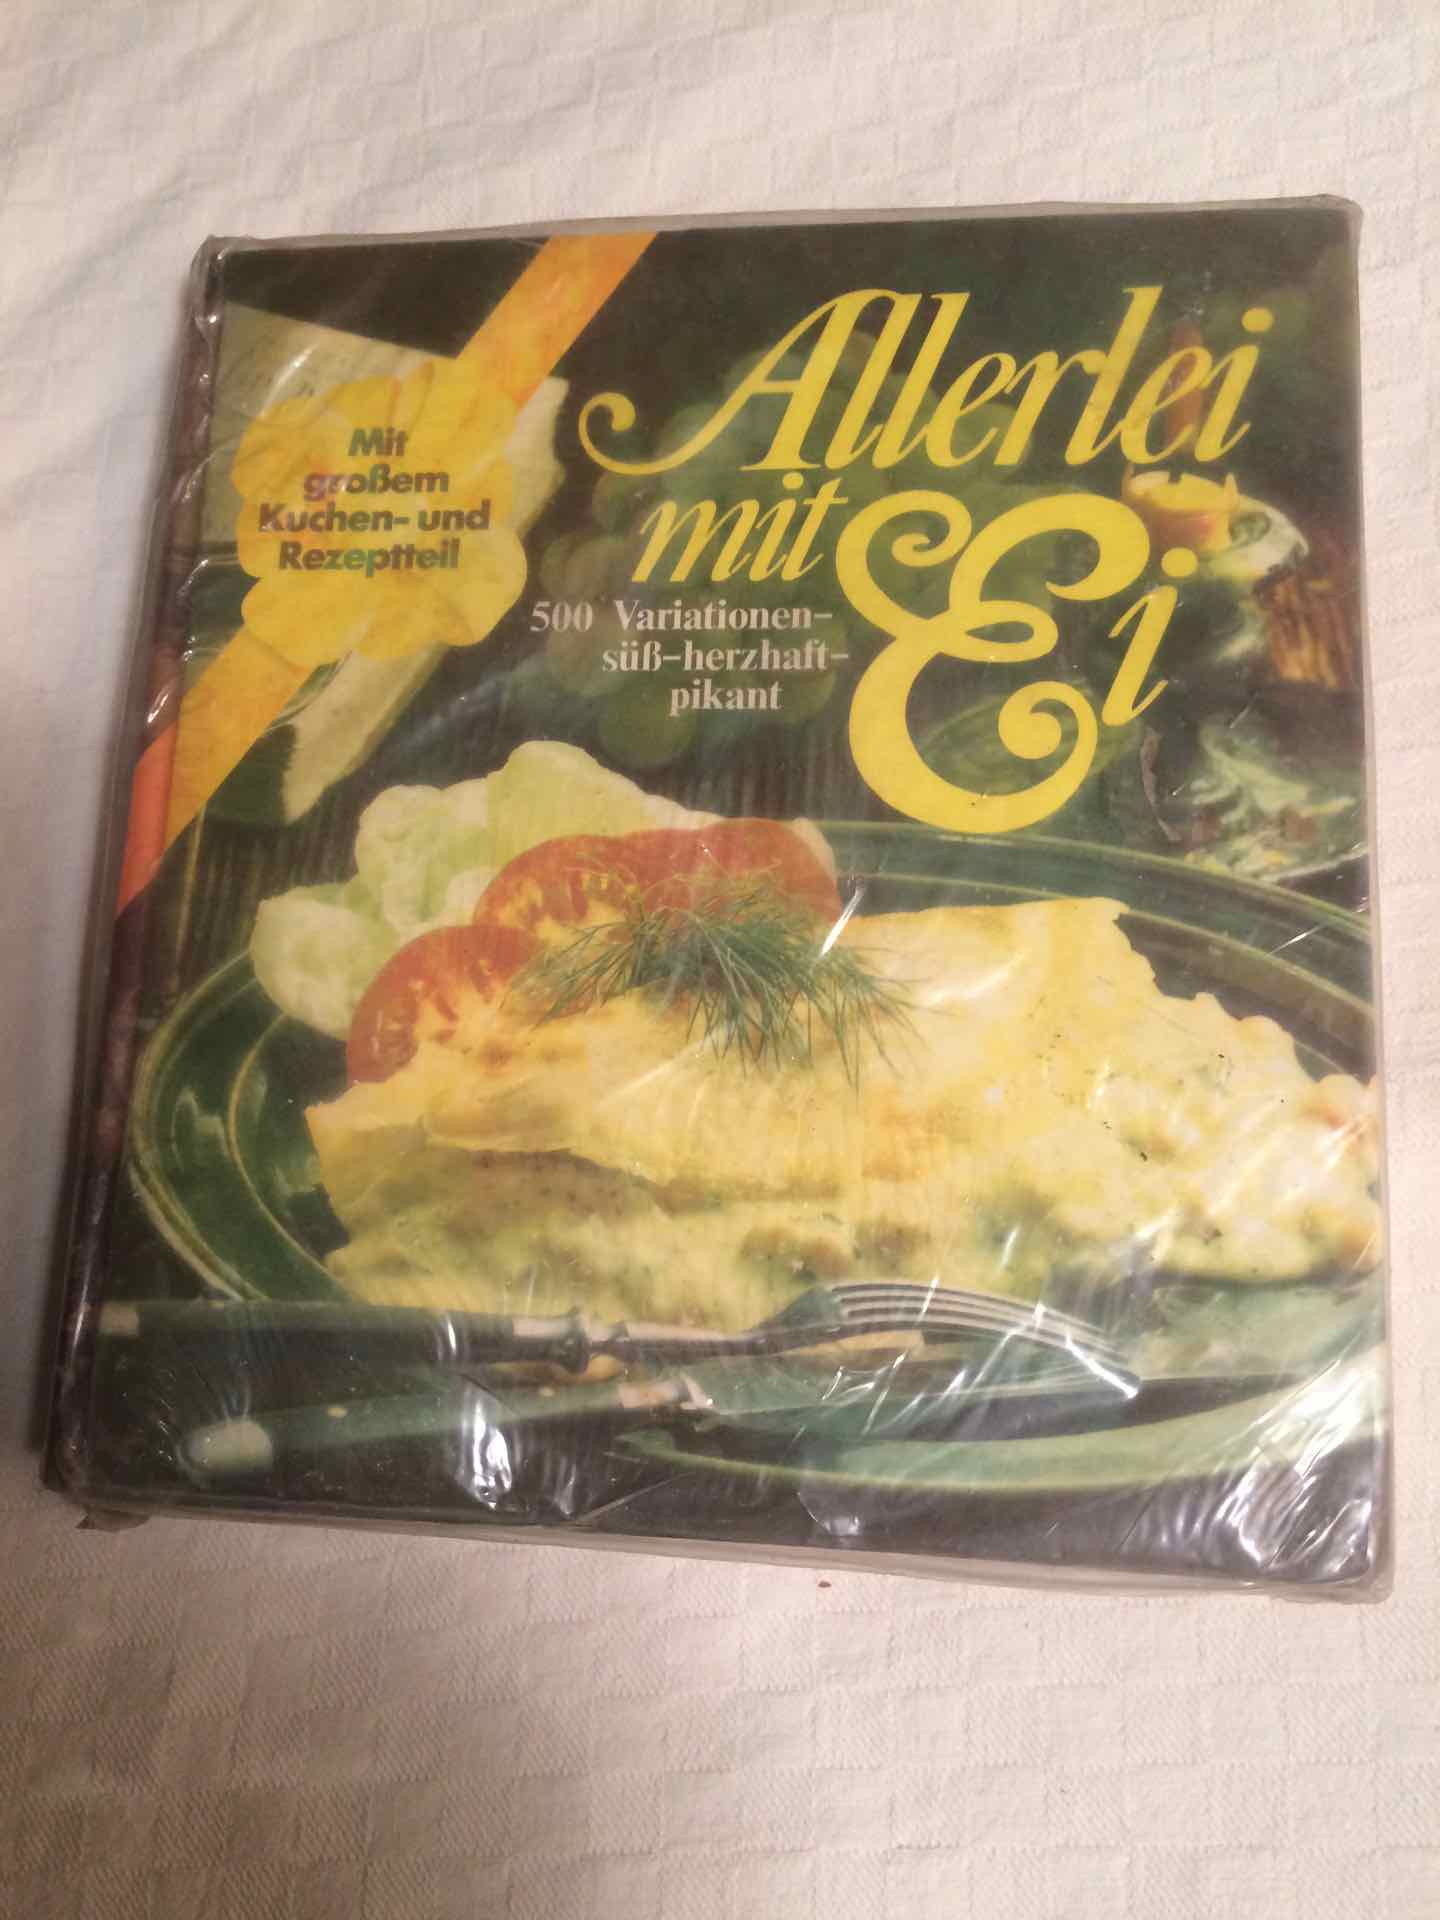 Allerlei
mit Ei
500 Variationen-
süß-herzhaft-
pikant
Mit
großem
Kuchen- und
Rezeptteil